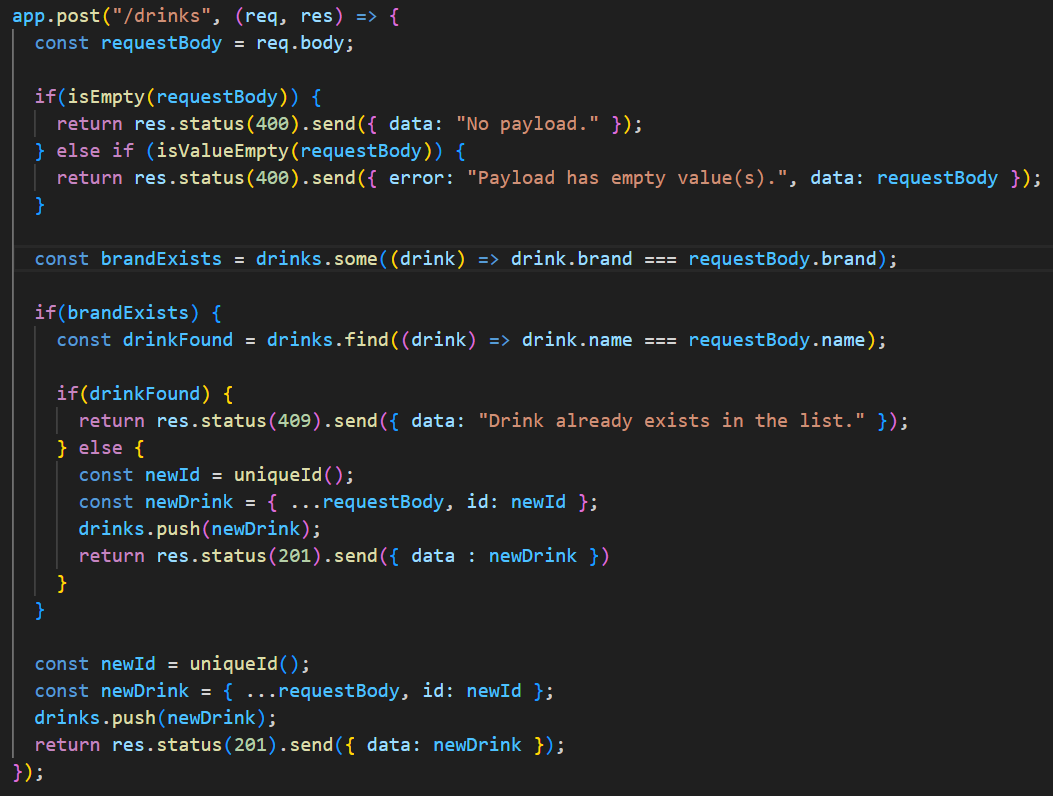 app.post("/drinks", (req, res) => {
  const requestBody = req.body;

  if(isEmpty(requestBody)) {
    return res.status(400).send({ data: "No payload." });
  } else if (isValueEmpty(requestBody)) {
    return res.status(400).send({ error: "Payload has empty value(s).", data: requestBody });
  }

  const brandExists = drinks.some((drink) => drink.brand === requestBody.brand);

  if(brandExists) {
    const drinkFound = drinks.find((drink) => drink.name === requestBody.name);

    if(drinkFound) {
      return res.status(409).send({ data: "Drink already exists in the list." });
    } else {
      const newId = uniqueId();
      const newDrink = { ...requestBody, id: newId };
      drinks.push(newDrink);
      return res.status(201).send({ data : newDrink })
    }
  }

  const newId = uniqueId();
  const newDrink = { ...requestBody, id: newId };
  drinks.push(newDrink);
  return res.status(201).send({ data: newDrink });
});